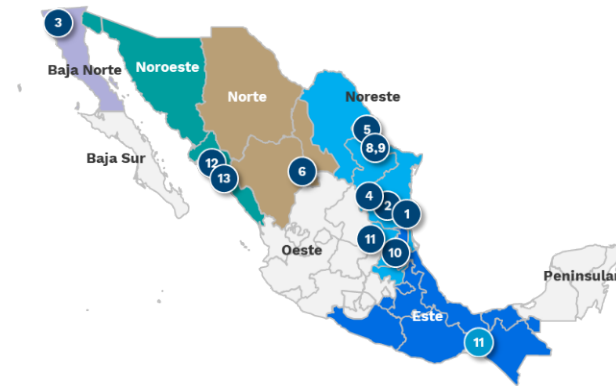 3
Baja Norte
Noroeste
Norte
Noreste
5
8,9
Baja Sur
12
13
6
4
2
1
Oeste
11
10
Peninsular
Este
11